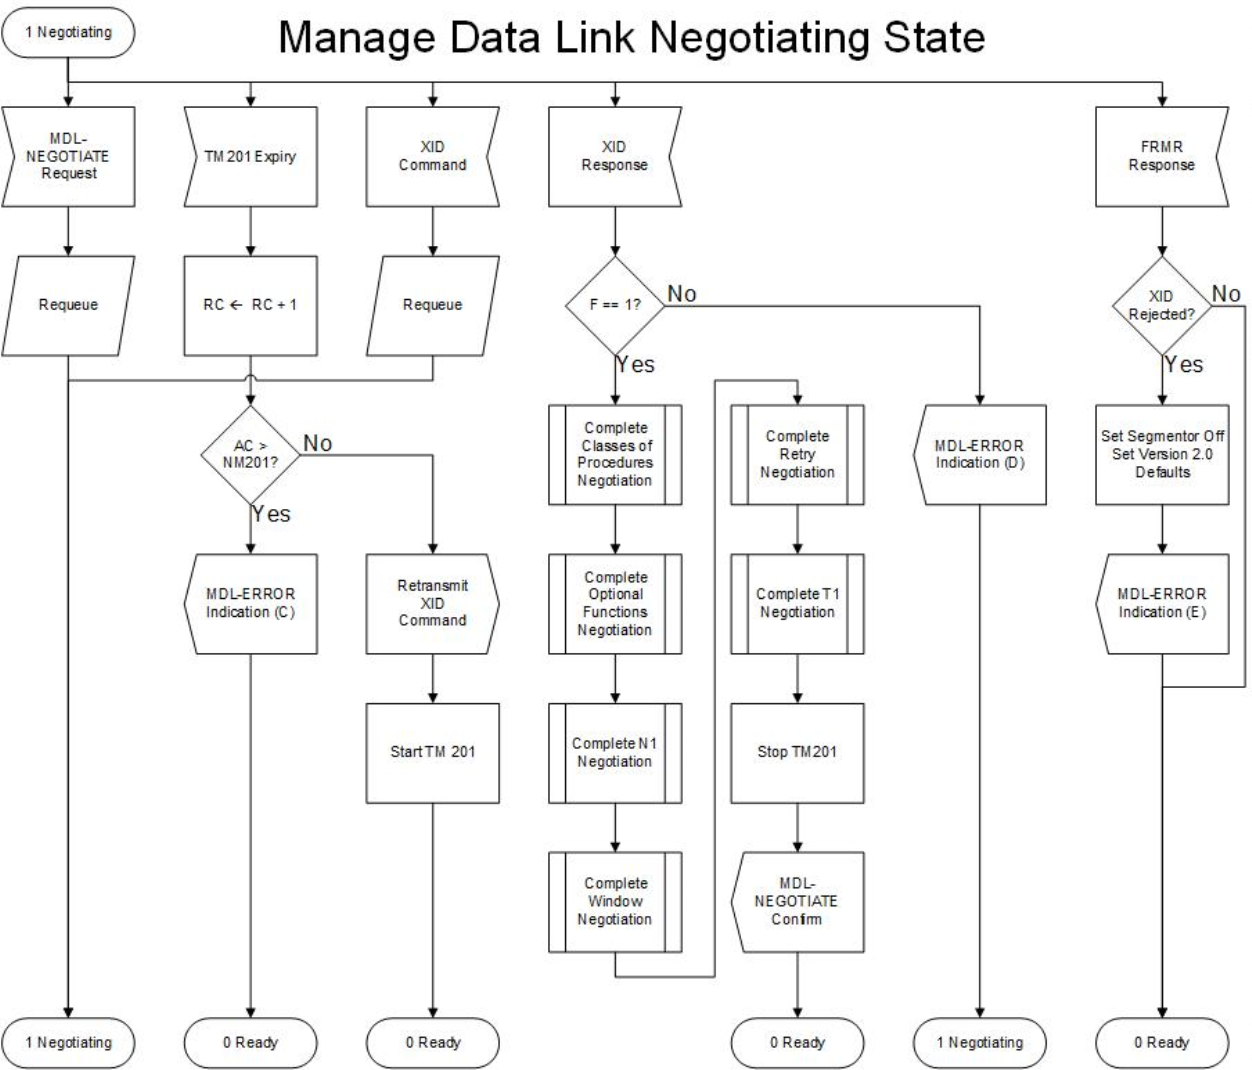 1 Negotiating
Manage Data Link Negotiating State
MDL-
NEGOTIATE
Request
TM201 Expiry
XID
Command
XID
Response
FRMR
Response
Requeue
RC ← RC + 1
Requeue
F == 1?
No
Yes
XID
Rejected?
No
Yes
AC >
NM201?
No
Yes
Complete
Classes of
Procedures
Negotiation
Complete
Retry
Negotiation
MDL-ERROR
Indication (D)
Set Segmentor Off
Set Version 2.0
Defaults
MDL-ERROR
Indication (C)
Retransmit
XID
Command
Complete
Optional
Functions
Negotiation
Complete T1
Negotiation
MDL-ERROR
Indication (E)
Start TM 201
Complete N1
Negotiation
Stop TM201
Complete
Window
Negotiation
MDL-
NEGOTIATE
Confirm
1 Negotiating
0 Ready
0 Ready
0 Ready
1 Negotiating
0 Ready